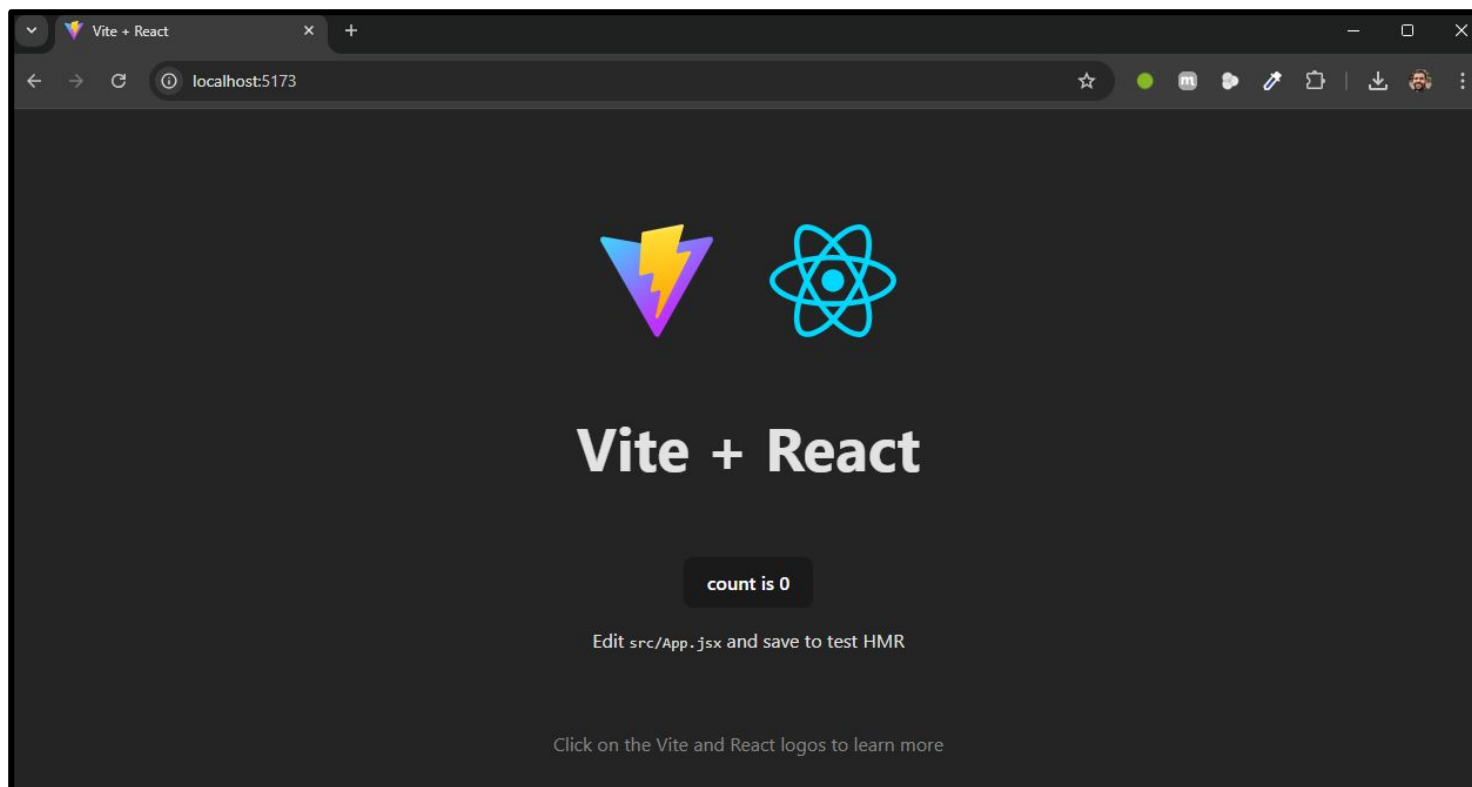 Vite + React
localhost:5173
m
Vite + React
count is 0
Edit src/App.jsx and save to test HMR
Click on the Vite and React logos to learn more